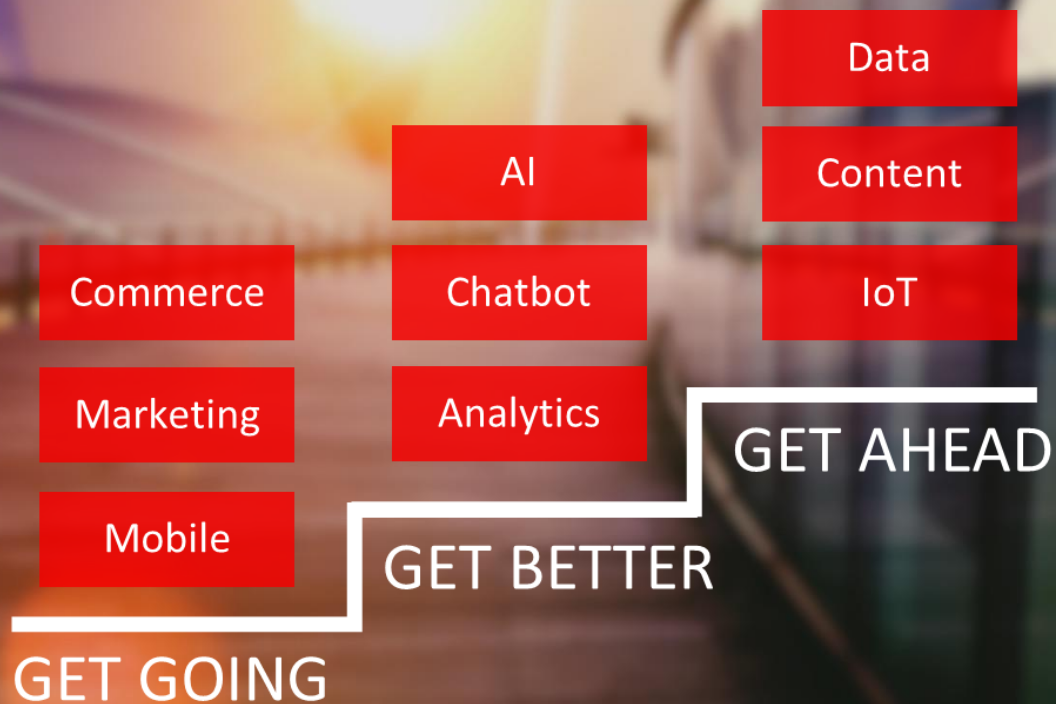 Commerce
Marketing
Mobile
GET GOING
AI
Chatbot
Analytics
GET BETTER
Data
Content
IoT
GET AHEAD